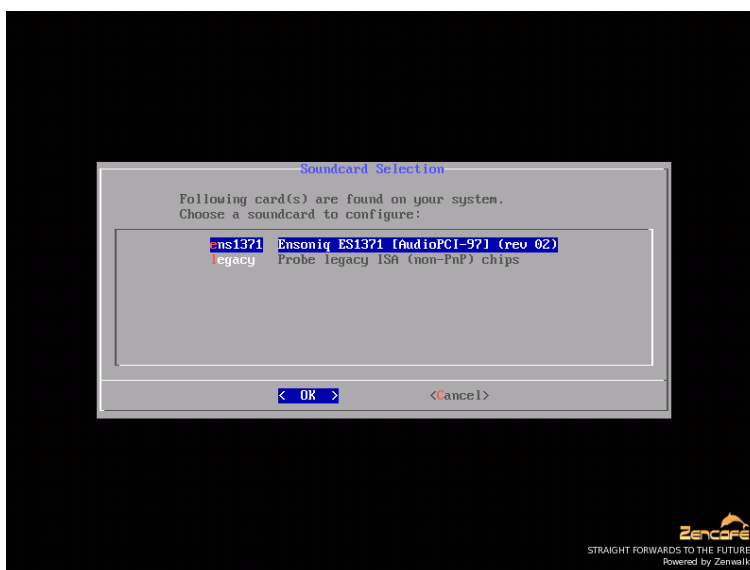 Soundcard Selection
Following card(s) are found on your system.
Choose a soundcard to configure:
ens1371 Ensoniq ES1371 [AudioPCI-97] (rev 02)
legacy Probe legacy ISA (non-PnP) chips
< OK > <Cancel>
Zencafe
STRAIGHT FORWARDS TO THE FUTURE
Powered by Zenwalk